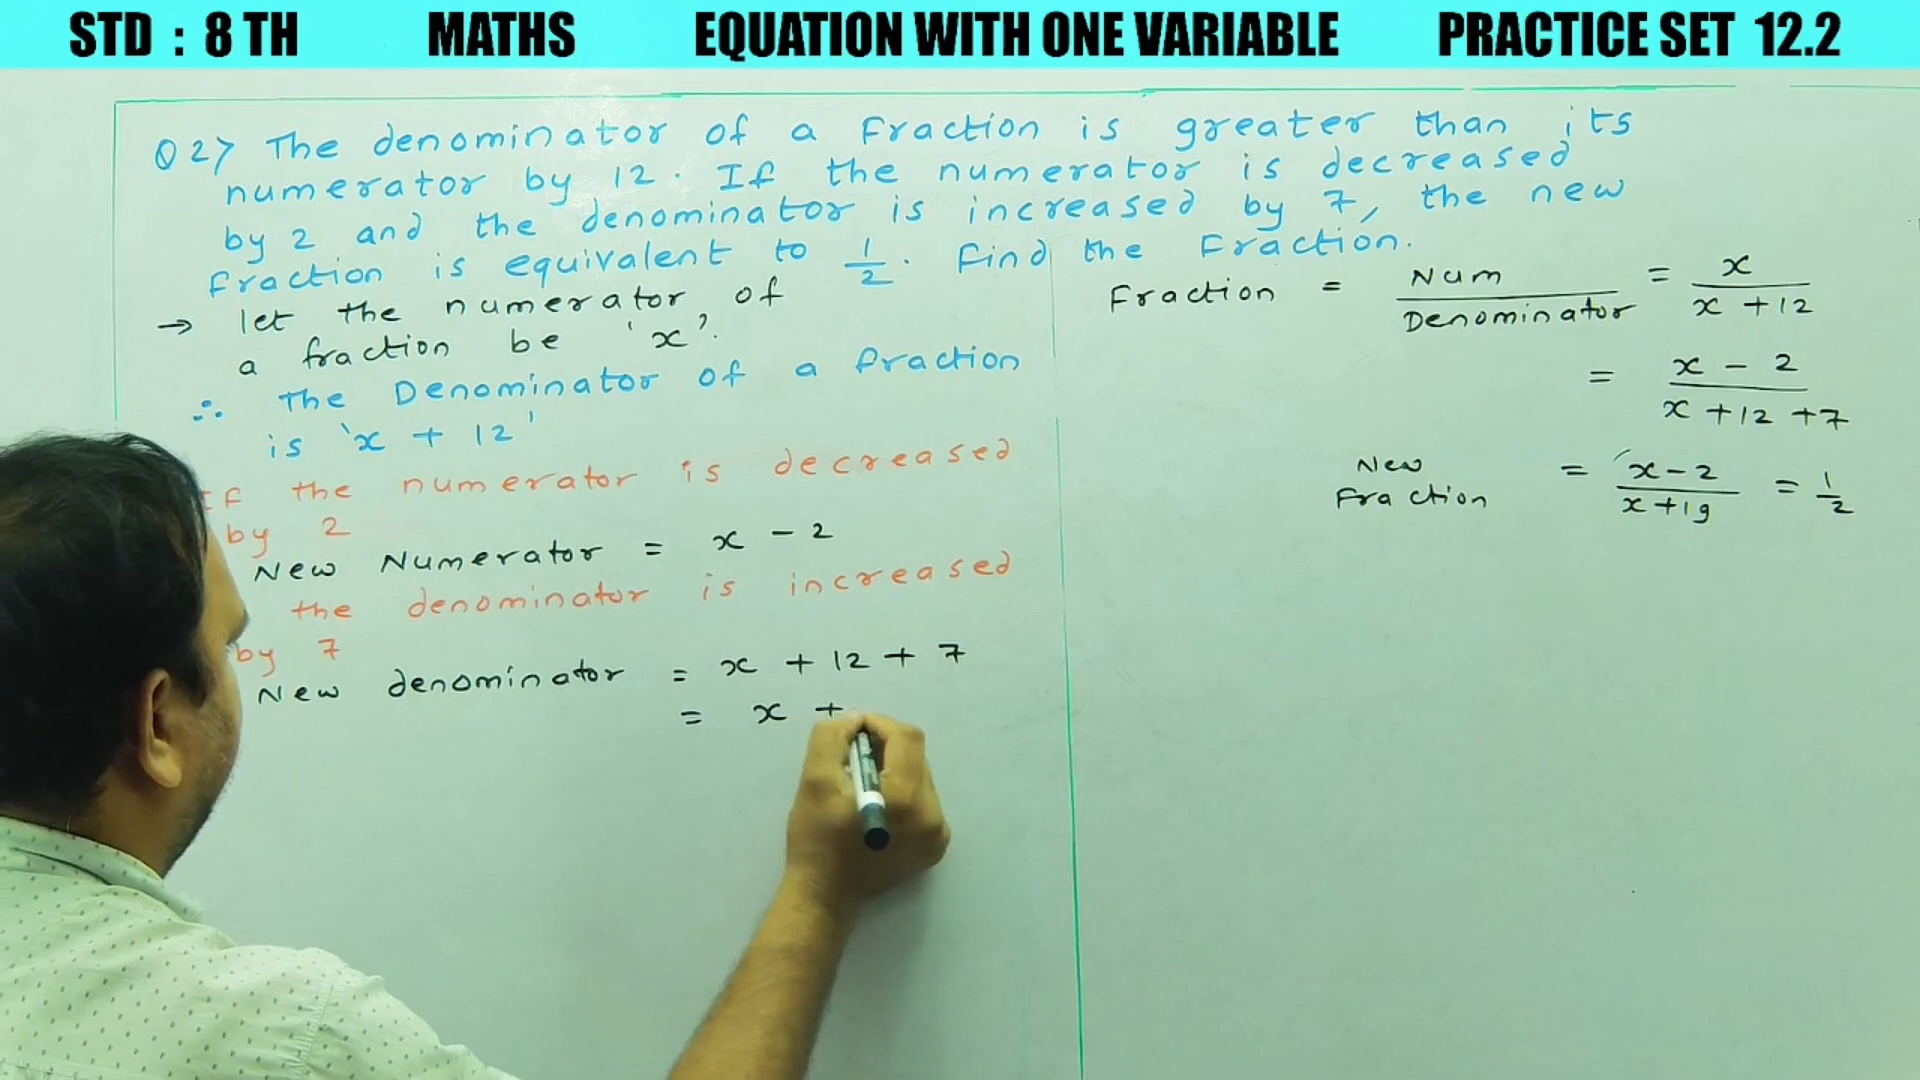 STD : 8 TH MATHS EQUATION WITH ONE VARIABLE PRACTICE SET 12.2
Q2> The denominator of a Fraction is greater than its
numerator by 12. If the numerator is decreased
by 2 and the denominator is increased by 7, the new
fraction is equivalent to 1/2. Find the Fraction.
→ let the numerator of
a fraction be 'x'.
∴ The Denominator of a fraction
is 'x + 12'
If the numerator is decreased
by 2
New Numerator = x - 2
the denominator is increased
by 7
New denominator = x + 12 + 7
= x +
Fraction = Num/Denominator = x/x + 12
= x - 2/x + 12 + 7
New Fraction = x-2/x+19 = 1/2